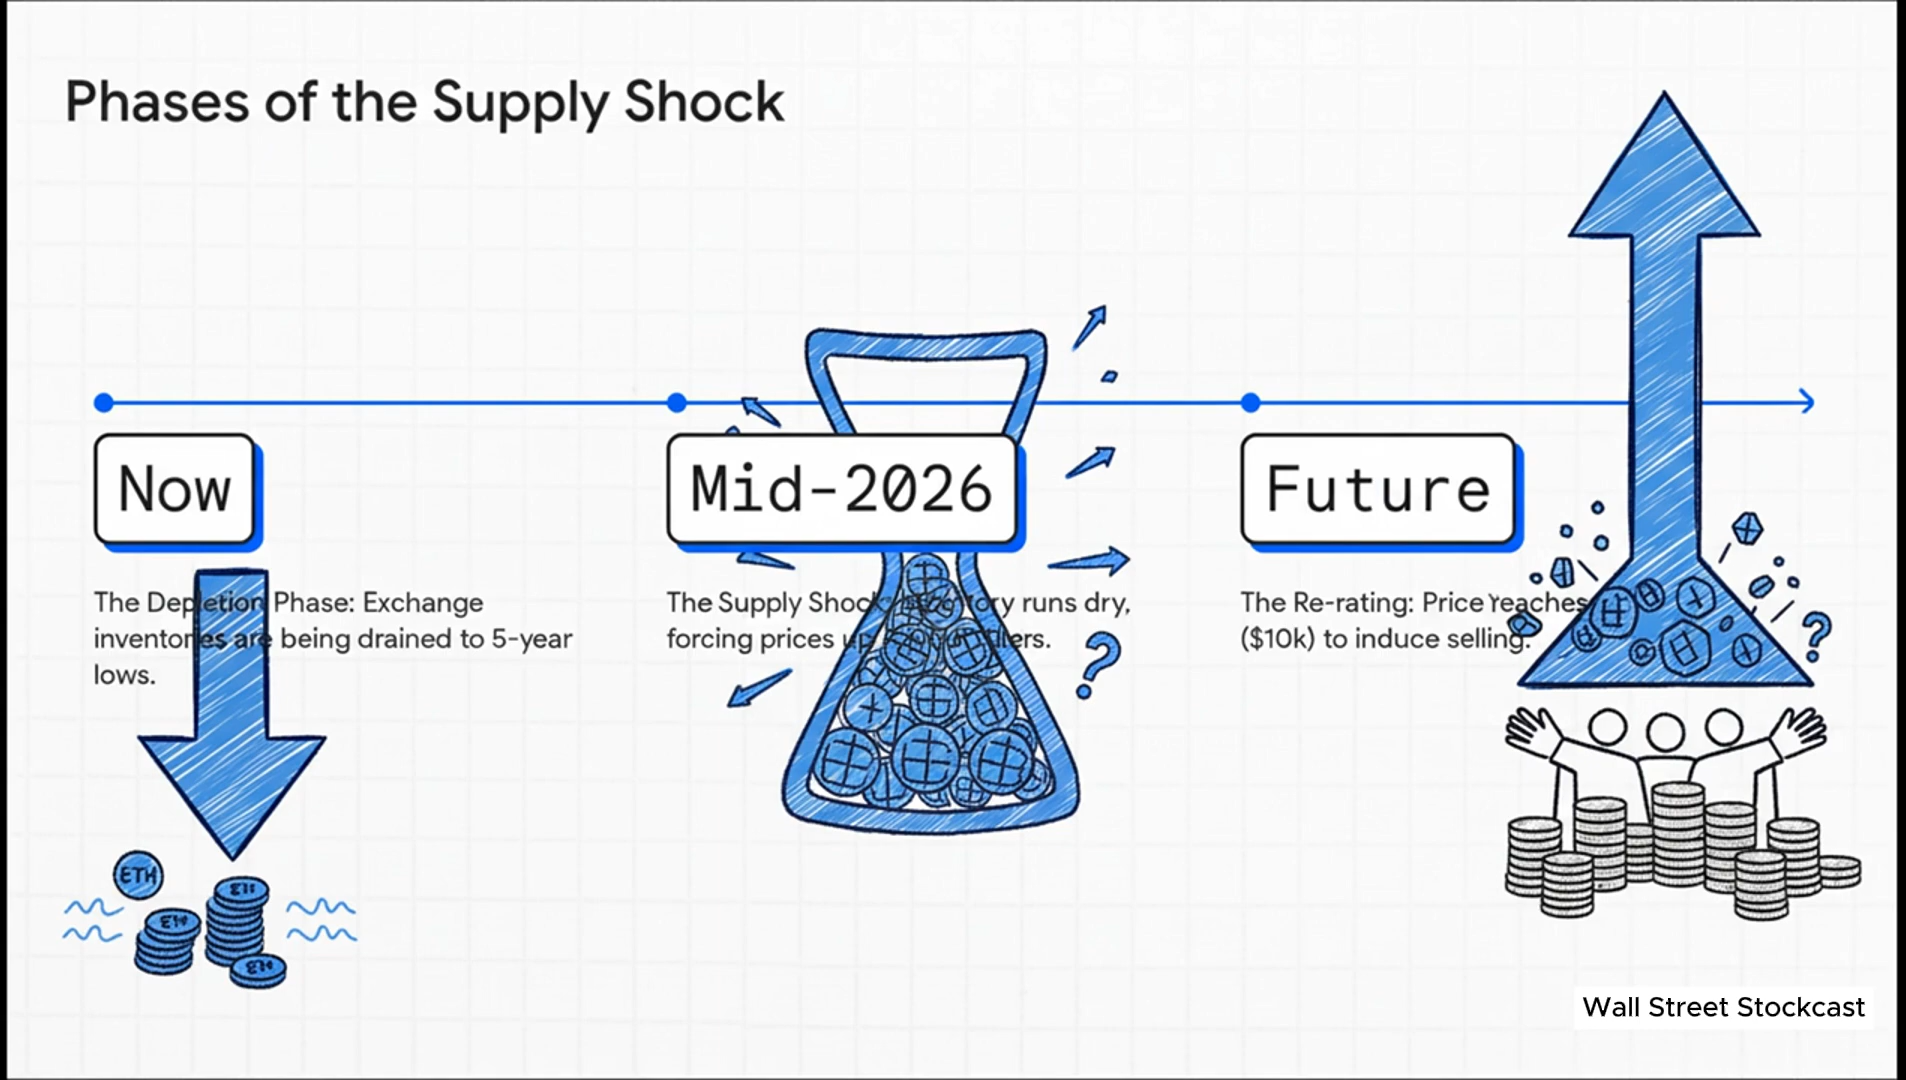 Phases of the Supply Shock
Now
The Depletion Phase: Exchange
inventories are being drained to 5-year
lows.
Mid-2026
The Supply Shock: ry runs dry,
forcing prices up
Future
The Re-rating: Price reaches
($10k) to induce selling.
ETH
Wall Street Stockcast